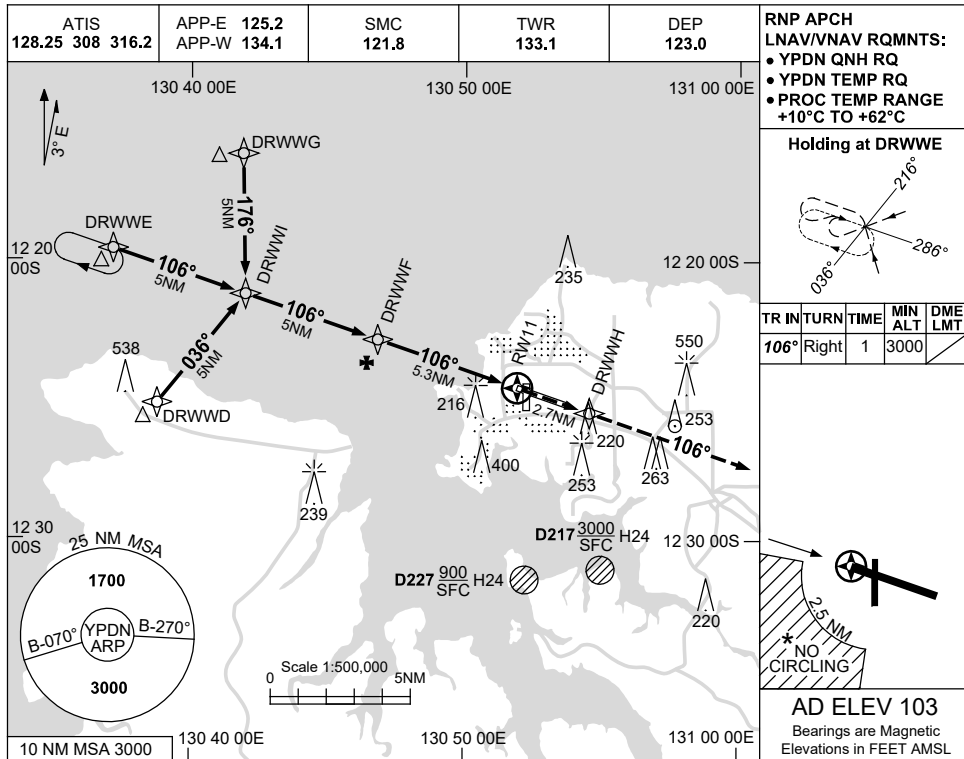 ATIS
128.25 308 316.2
APP-E 125.2
APP-W 134.1
SMC
121.8
TWR
133.1
DEP
123.0
RNP APCH
LNAV/VNAV RQMNTS:
• YPDN QNH RQ
• YPDN TEMP RQ
• PROC TEMP RANGE
+10°C TO +62°C
130 40 00E
130 50 00E
131 00 00E
3° E
DRWWG
176°
5NM
DRWWE
12 20
00S
106°
5NM
DRWWI
106°
5NM
DRWWF
106°
5.3NM
036°
5NM
DRWWD
538
239
235
12 20 00S
RW11
DRWWH
550
216
2.7NM
253
220
106°
400
253
263
12 30
00S
12 30 00S
D217 3000 H24
SFC
D227 900 H24
SFC
220
25 NM MSA
1700
B-070°
YPDN
ARP
B-270°
3000
Scale 1:500,000
0
5NM
130 40 00E
130 50 00E
131 00 00E
10 NM MSA 3000
Holding at DRWWE
216°
286°
036°
TR IN TURN TIME MIN ALT DME LMT
106° Right 1 3000
2.5 NM
* NO
CIRCLING
AD ELEV 103
Bearings are Magnetic
Elevations in FEET AMSL